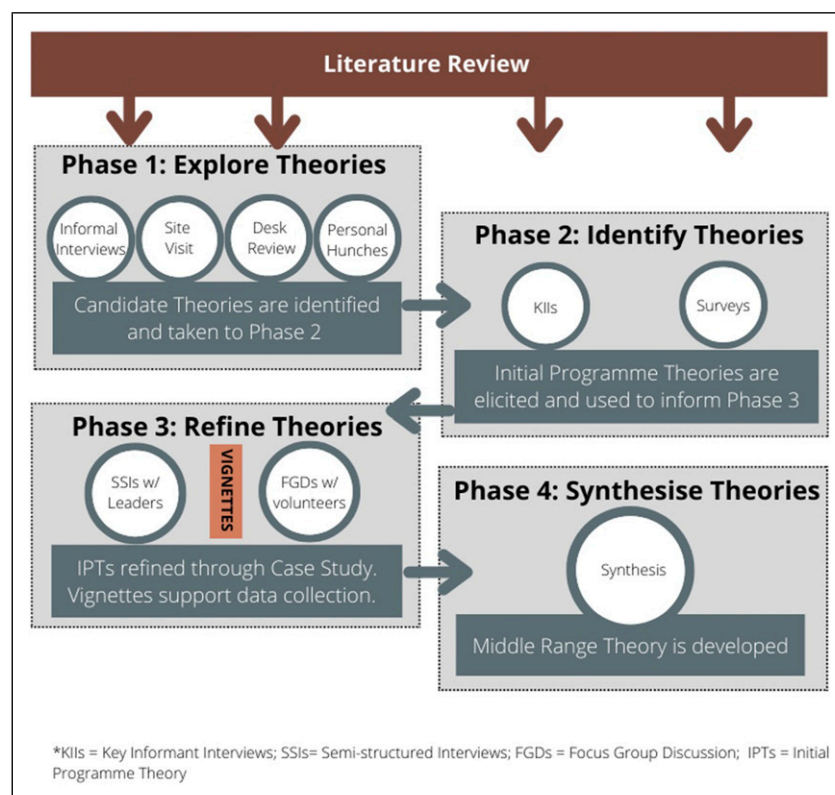 Literature Review
Phase 1: Explore Theories
Informal
Interviews
Site
Visit
Desk
Review
Personal
Hunches
Candidate Theories are identified
and taken to Phase 2
Phase 2: Identify Theories
KIIs
Surveys
Initial Programme Theories are
elicited and used to inform Phase 3
Phase 3: Refine Theories
SSIs w/
Leaders
VIGNETTES
FGDs w/
volunteers
IPTs refined through Case Study.
Vignettes support data collection.
Phase 4: Synthesise Theories
Synthesis
Middle Range Theory is developed
*KIIs = Key Informant Interviews; SSIs= Semi-structured Interviews; FGDs = Focus Group Discussion; IPTs = Initial
Programme Theory